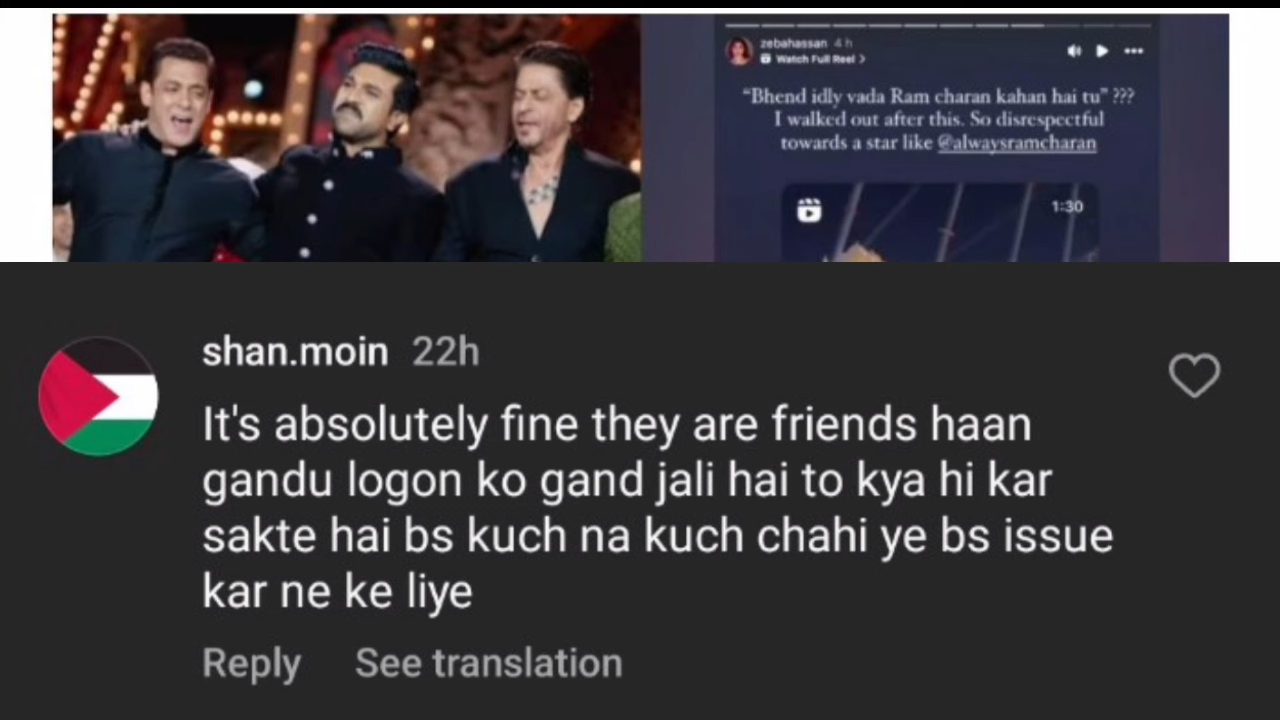 zebahassan 4 h
Watch Full Reel >
“Bhend idly vada Ram charan kahan hai tu” ???
I walked out after this. So disrespectful
towards a star like @alwaysramcharan
1:30
shan.moin 22h
It's absolutely fine they are friends haan
gandu logon ko gand jali hai to kya hi kar
sakte hai bs kuch na kuch chahi ye bs issue
kar ne ke liye
Reply See translation